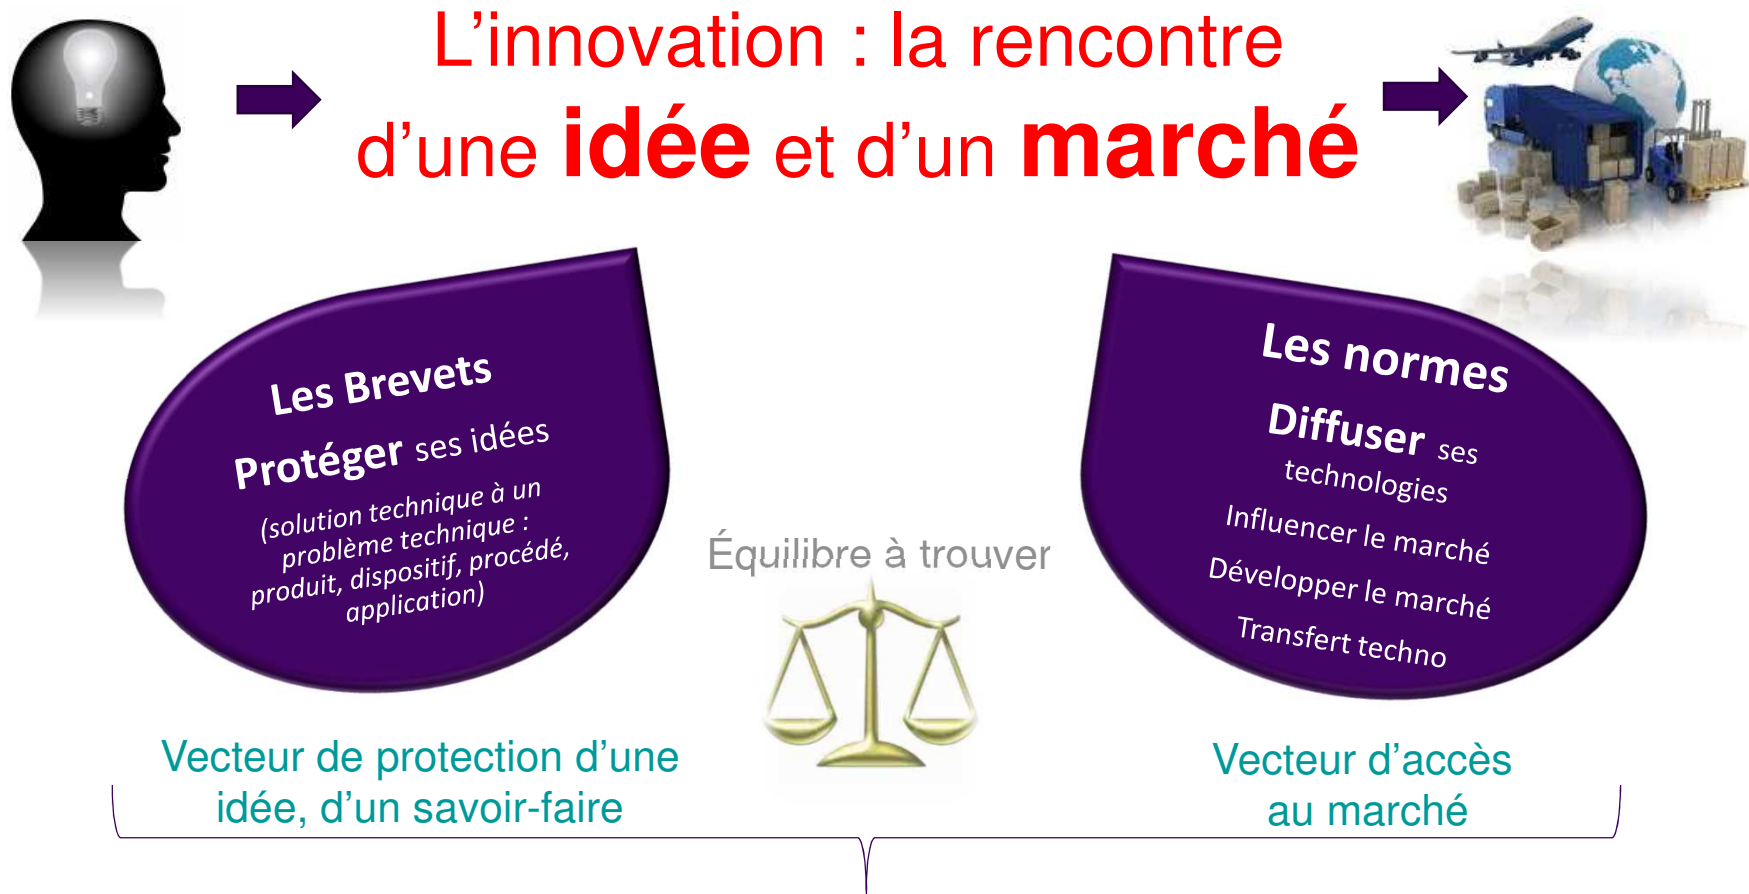 L’innovation : la rencontre
d’une idée et d’un marché
Les Brevets
Protéger ses idées
(solution technique à un
problème technique :
produit, dispositif, procédé,
application)
Les normes
Diffuser ses
technologies
Influencer le marché
Développer le marché
Transfert techno
Équilibre à trouver
Vecteur de protection d’une
idée, d’un savoir-faire
Vecteur d’accès
au marché